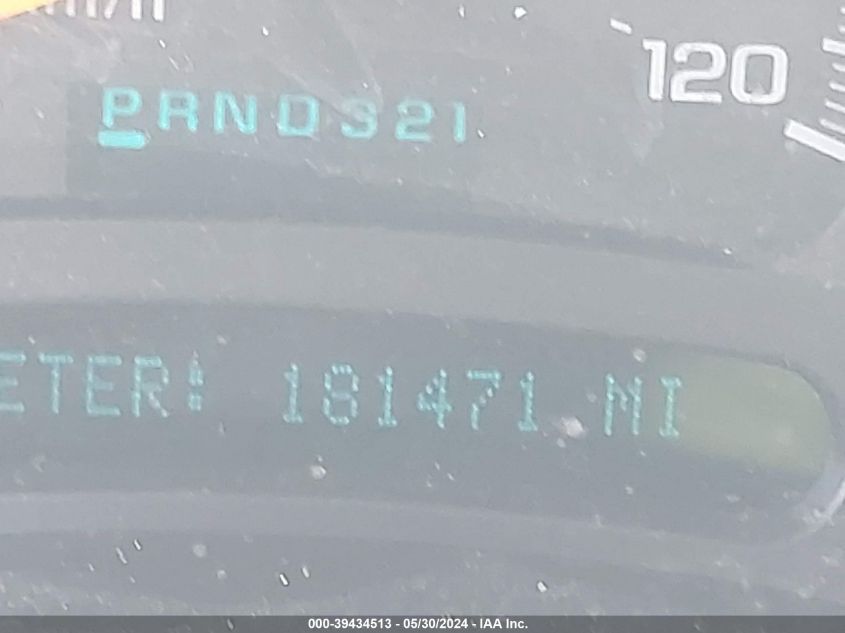 120
PRND321
ETER: 181471 MI
000-39434513 - 05/30/2024 - IAA Inc.